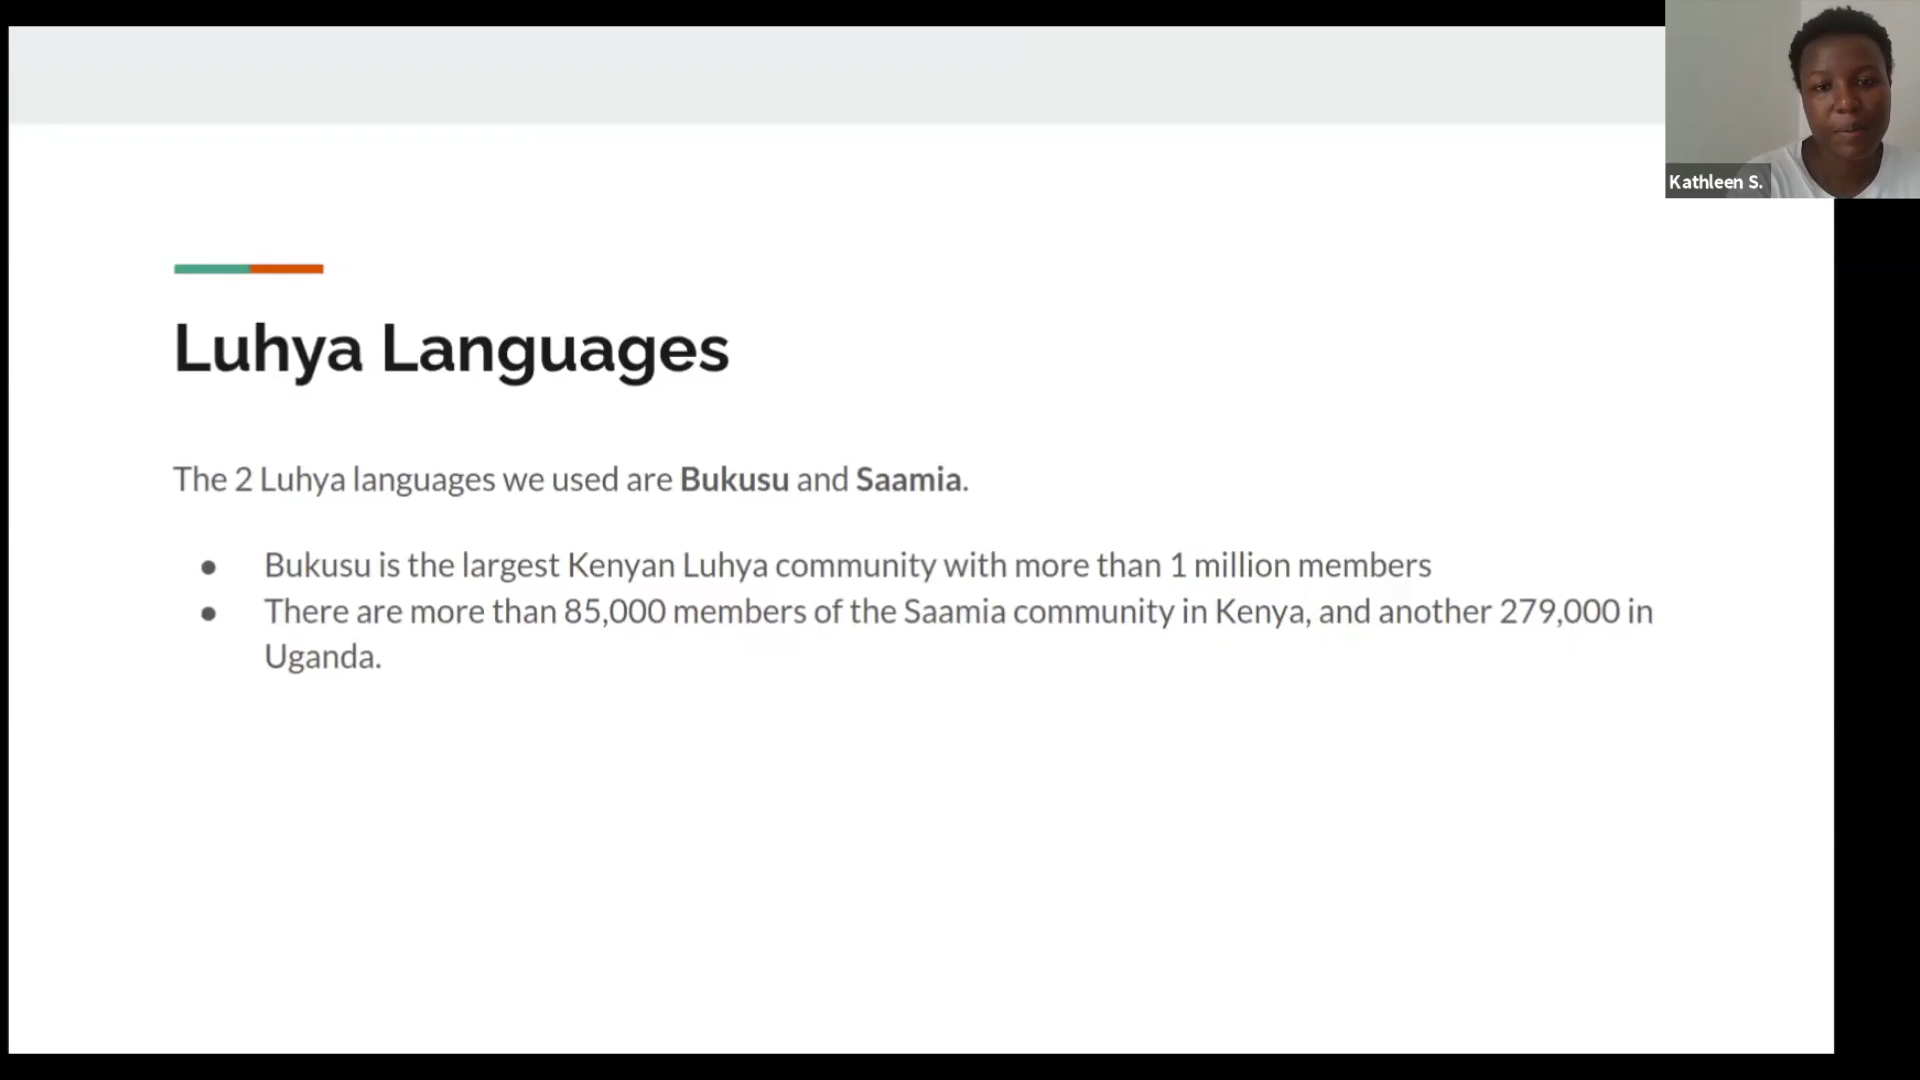 Kathleen S.
Luhya Languages
The 2 Luhya languages we used are Bukusu and Saamia.
● Bukusu is the largest Kenyan Luhya community with more than 1 million members
● There are more than 85,000 members of the Saamia community in Kenya, and another 279,000 in
Uganda.